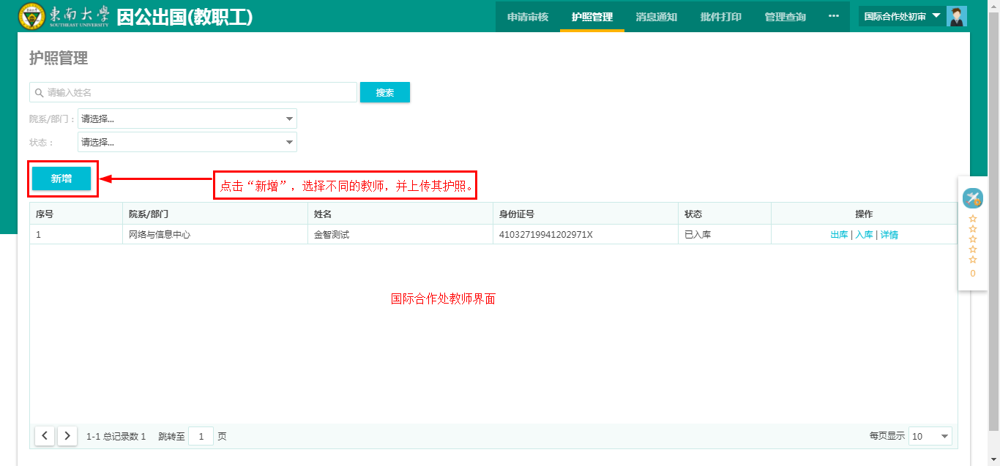 東南大學 因公出国(教职工)
SOUTHEAST UNIVERSITY
申请审核 护照管理 消息通知 批件打印 管理查询 ··· 国际合作处初审
护照管理
请输入姓名 搜索
院系/部门： 请选择...
状态： 请选择...
新增
点击“新增”，选择不同的教师，并上传其护照。
序号 院系/部门 姓名 身份证号 状态 操作
1 网络与信息中心 金智测试 41032719941202971X 已入库 出库 | 入库 | 详情
0
国际合作处教师界面
1-1 总记录数 1 跳转至 1 页 每页显示 10